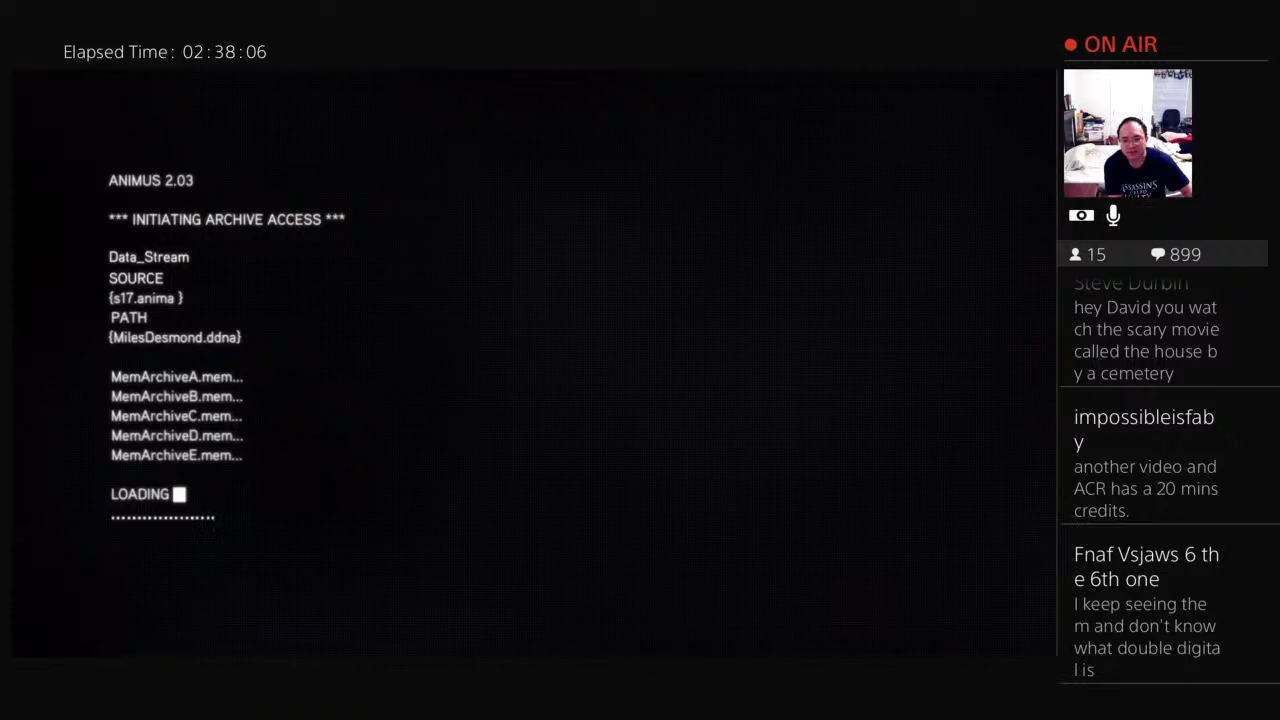 Elapsed Time: 02:38:06
ON AIR
ANIMUS 2.03
*** INITIATING ARCHIVE ACCESS ***
Data_Stream
SOURCE
{s17.anima }
PATH
{MilesDesmond.ddna}
MemArchiveA.mem...
MemArchiveB.mem...
MemArchiveC.mem...
MemArchiveD.mem...
MemArchiveE.mem...
LOADING
ASSASSINS
15 899
Steve Durbin
hey David you wat
ch the scary movie
called the house b
y a cemetery
impossibleisfab
y
another video and
ACR has a 20 mins
credits.
Fnaf Vsjaws 6 th
e 6th one
I keep seeing the
m and don't know
what double digita
l is